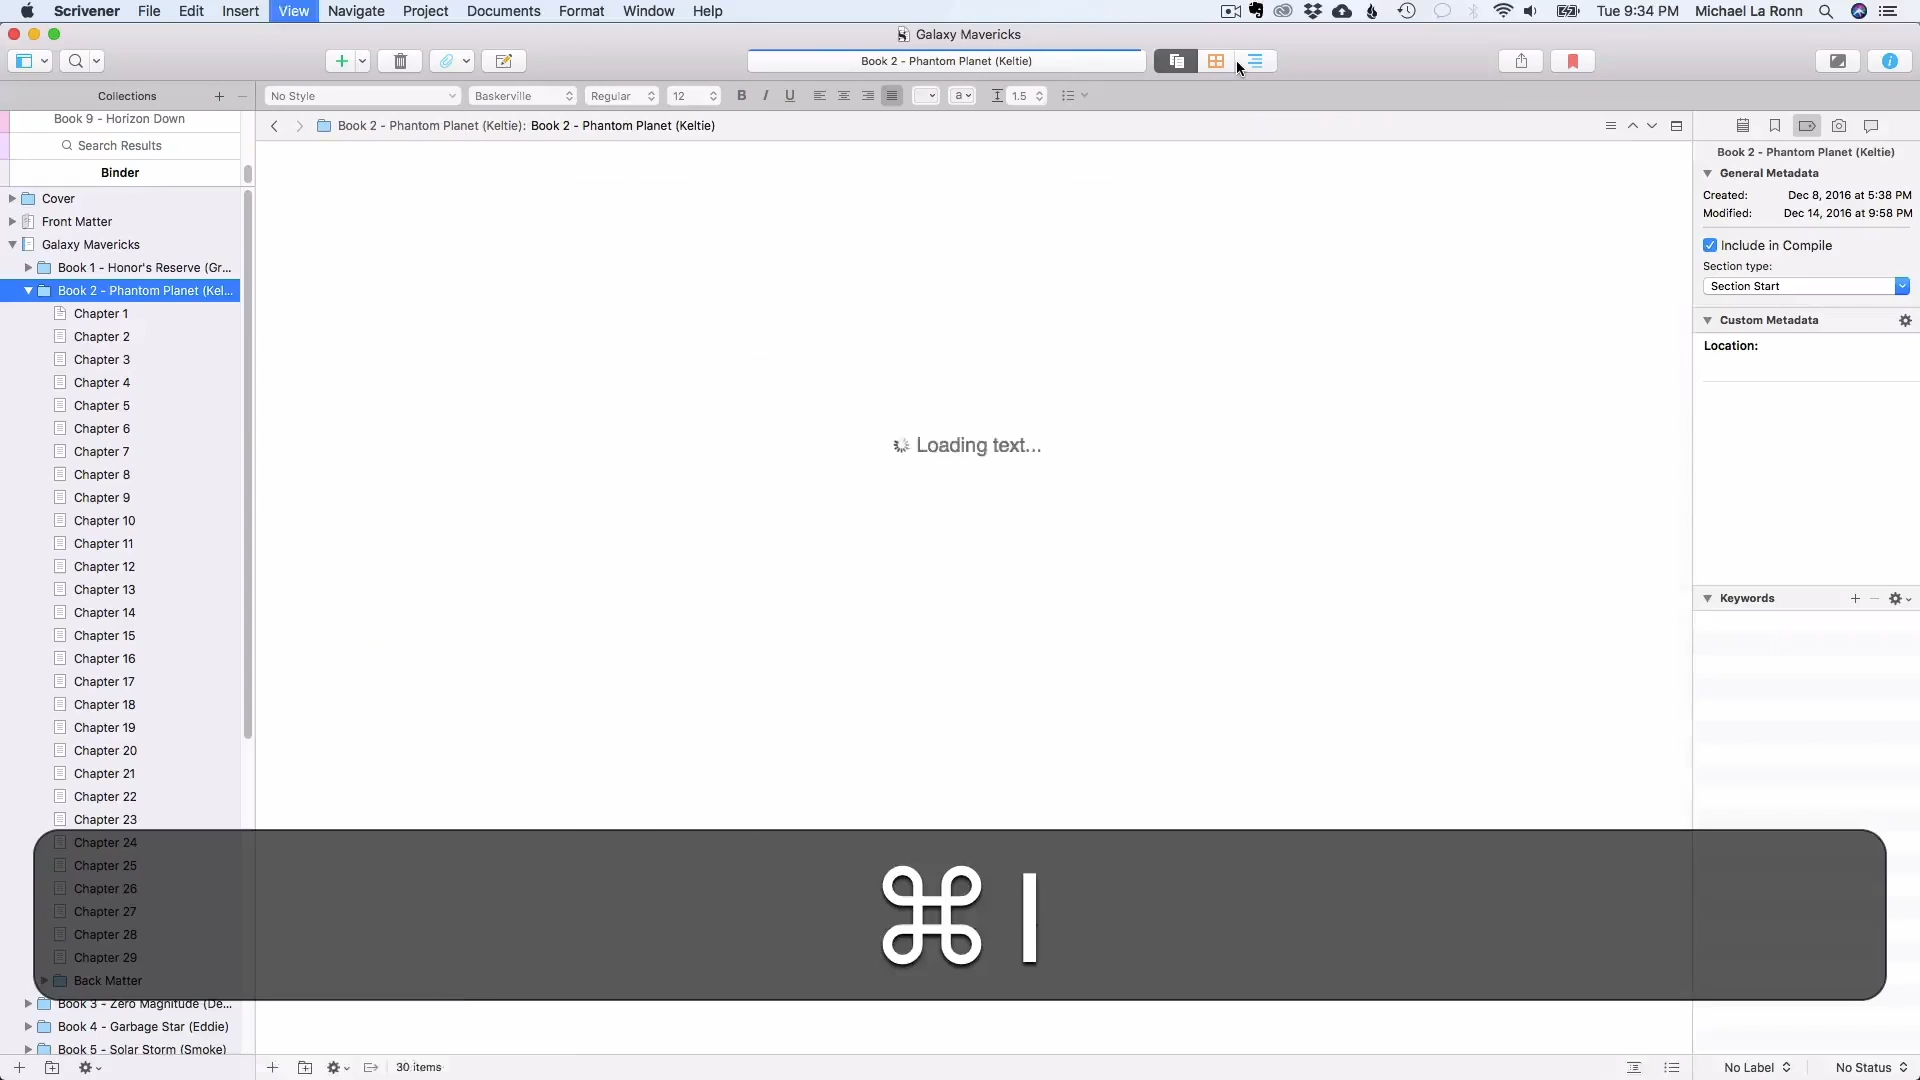 Scrivener File Edit Insert View Navigate Project Documents Format Window Help Tue 9:34 PM Michael La Ronn
Galaxy Mavericks
Book 2 - Phantom Planet (Keltie)
Collections
No Style Baskerville Regular 12 B I U a 1.5
Book 9 - Horizon Down
Book 2 - Phantom Planet (Keltie): Book 2 - Phantom Planet (Keltie)
Search Results
Binder
Cover
Front Matter
Galaxy Mavericks
Book 1 - Honor's Reserve (Gr...
Book 2 - Phantom Planet (Kel...
Chapter 1
Chapter 2
Chapter 3
Chapter 4
Chapter 5
Chapter 6
Chapter 7
Chapter 8
Chapter 9
Chapter 10
Chapter 11
Chapter 12
Chapter 13
Chapter 14
Chapter 15
Chapter 16
Chapter 17
Chapter 18
Chapter 19
Chapter 20
Chapter 21
Chapter 22
Chapter 23
Chapter 24
Chapter 25
Chapter 26
Chapter 27
Chapter 28
Chapter 29
Back Matter
Book 3 - Zero Magnitude (De...
Book 4 - Garbage Star (Eddie)
Book 5 - Solar Storm (Smoke)
Loading text...
⌘ I
30 items
Book 2 - Phantom Planet (Keltie)
General Metadata
Created: Dec 8, 2016 at 5:38 PM
Modified: Dec 14, 2016 at 9:58 PM
Include in Compile
Section type:
Section Start
Custom Metadata
Location:
Keywords
No Label No Status